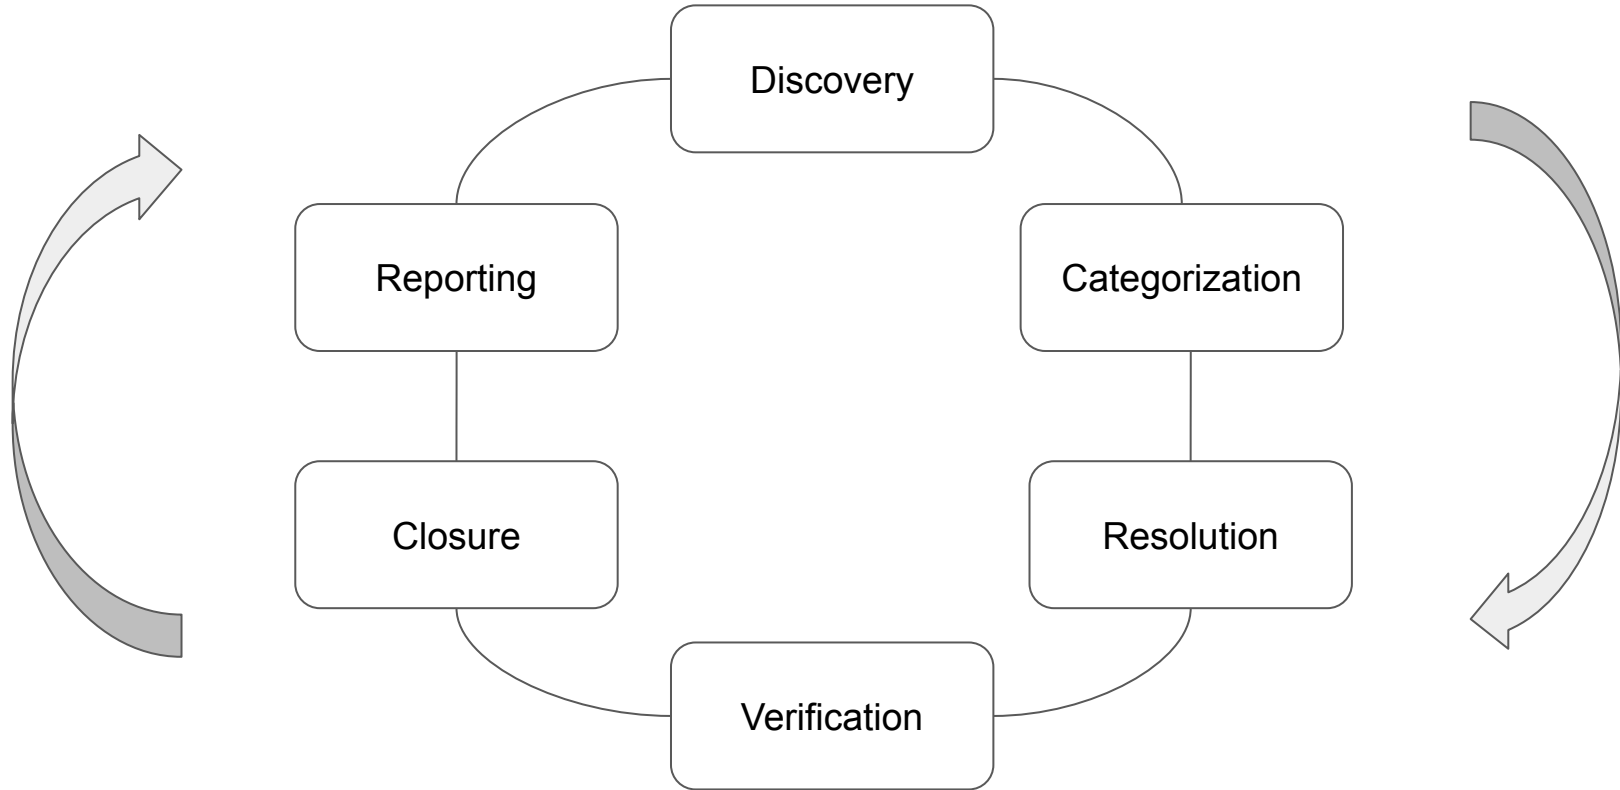 Discovery
Reporting
Categorization
Closure
Resolution
Verification